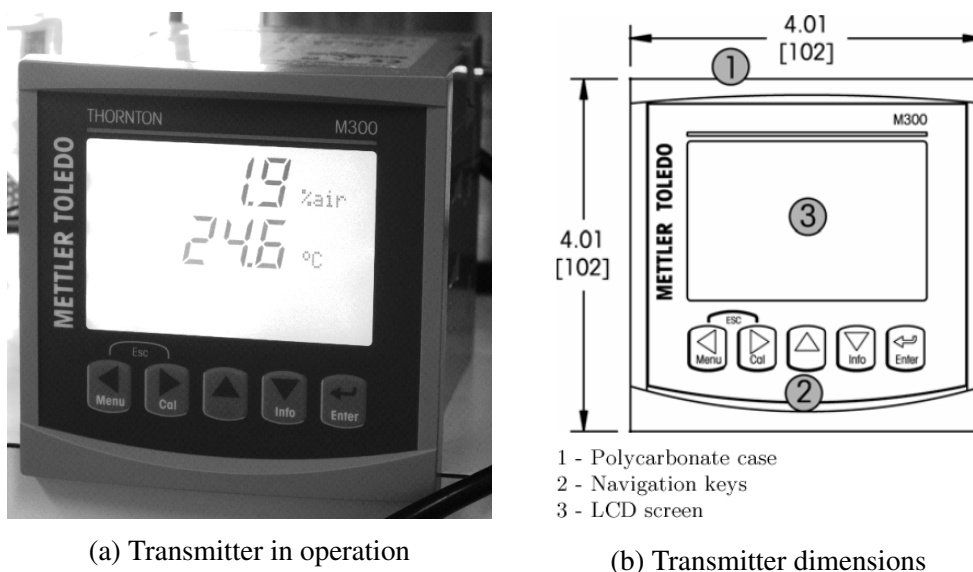 THORNTON
M300
METTLER TOLEDO
1.9 %air
24.6 °C
Esc
Menu
Cal
Info
Enter
(a) Transmitter in operation
4.01
[102]
1
M300
METTLER TOLEDO
3
4.01
[102]
ESC
Menu
Cal
Info
Enter
2
1 - Polycarbonate case
2 - Navigation keys
3 - LCD screen
(b) Transmitter dimensions